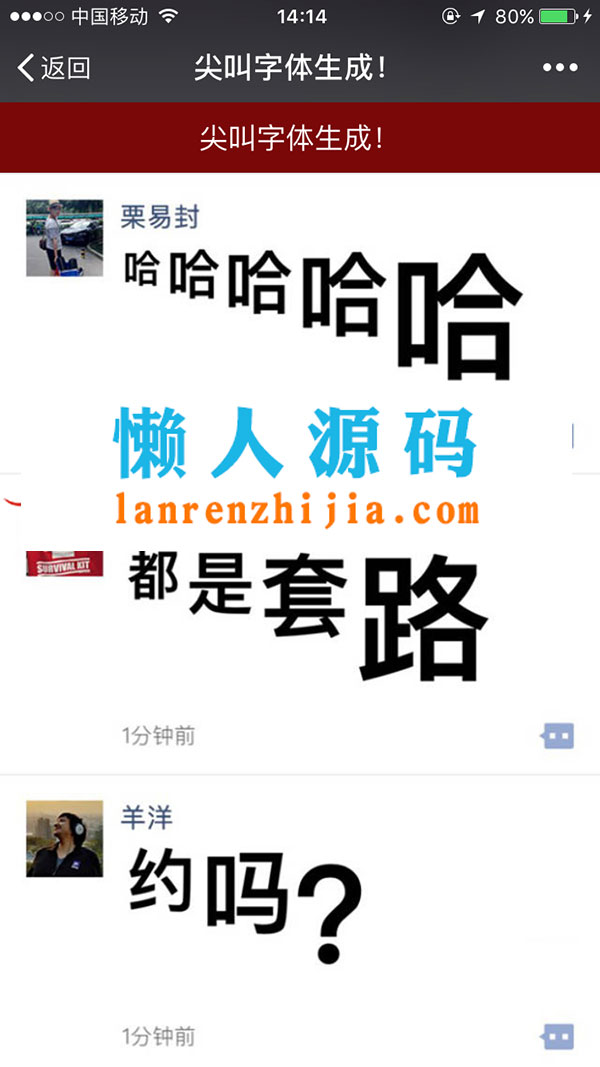 中国移动 14:14 80%
返回 尖叫字体生成!
尖叫字体生成!
栗易封
哈哈哈哈哈
懒人源码
lanrenzhijia.com
SURVIVAL KIT
都是套路
1分钟前
羊洋
约吗?
1分钟前